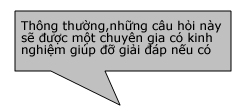 Thông thường,những câu hỏi này
sẽ được một chuyên gia có kinh
nghiệm giúp đỡ giải đáp nếu có